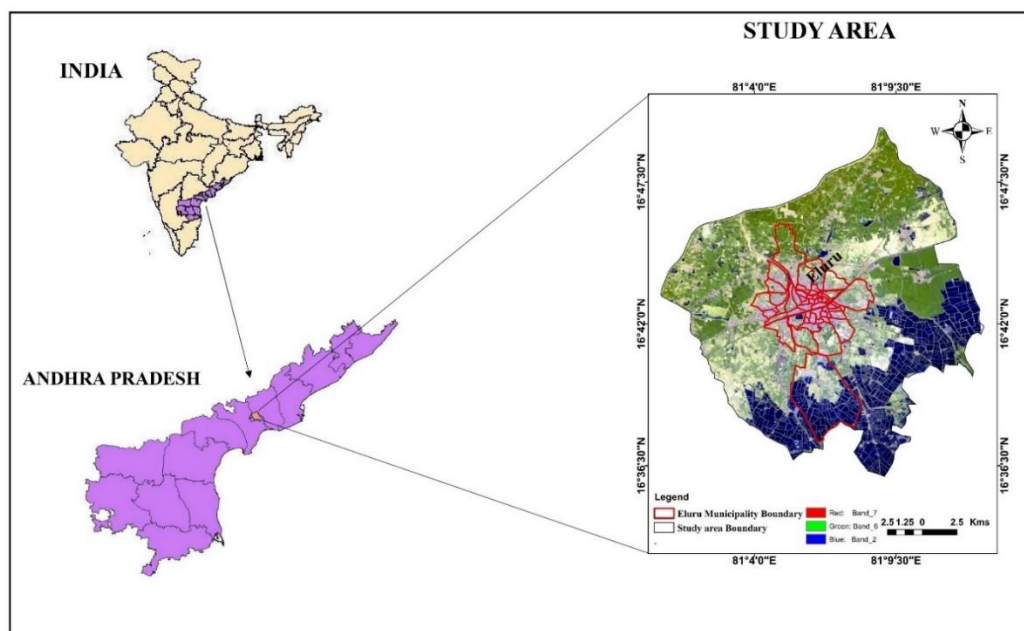 STUDY AREA
INDIA
ANDHRA PRADESH
81°4'0"E 81°9'30"E
N
W E
S
16°47'30"N 16°47'30"N
Eluru
16°42'0"N 16°42'0"N
16°36'30"N 16°36'30"N
Legend
Eluru Municipality Boundary
Study area Boundary
Red: Band_7
Green: Band_6
Blue: Band_2
2.5 1.25 0 2.5 Kms
81°4'0"E 81°9'30"E